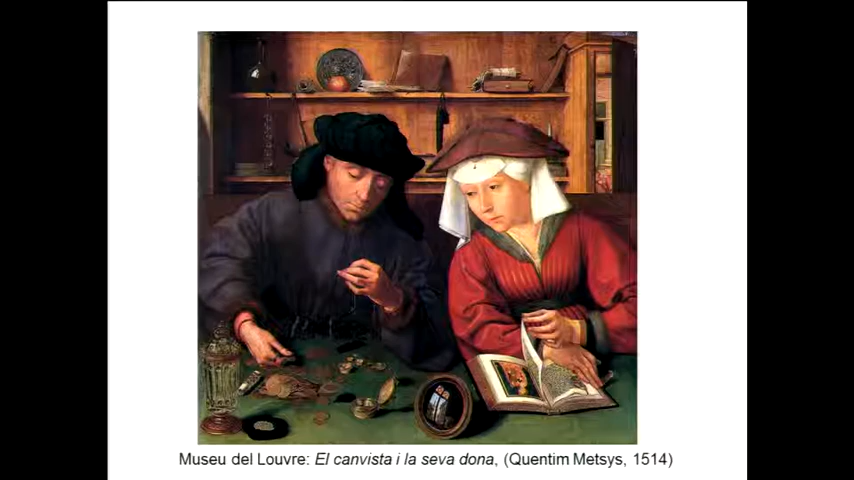 Museu del Louvre: El canvista i la seva dona, (Quentim Metsys, 1514)